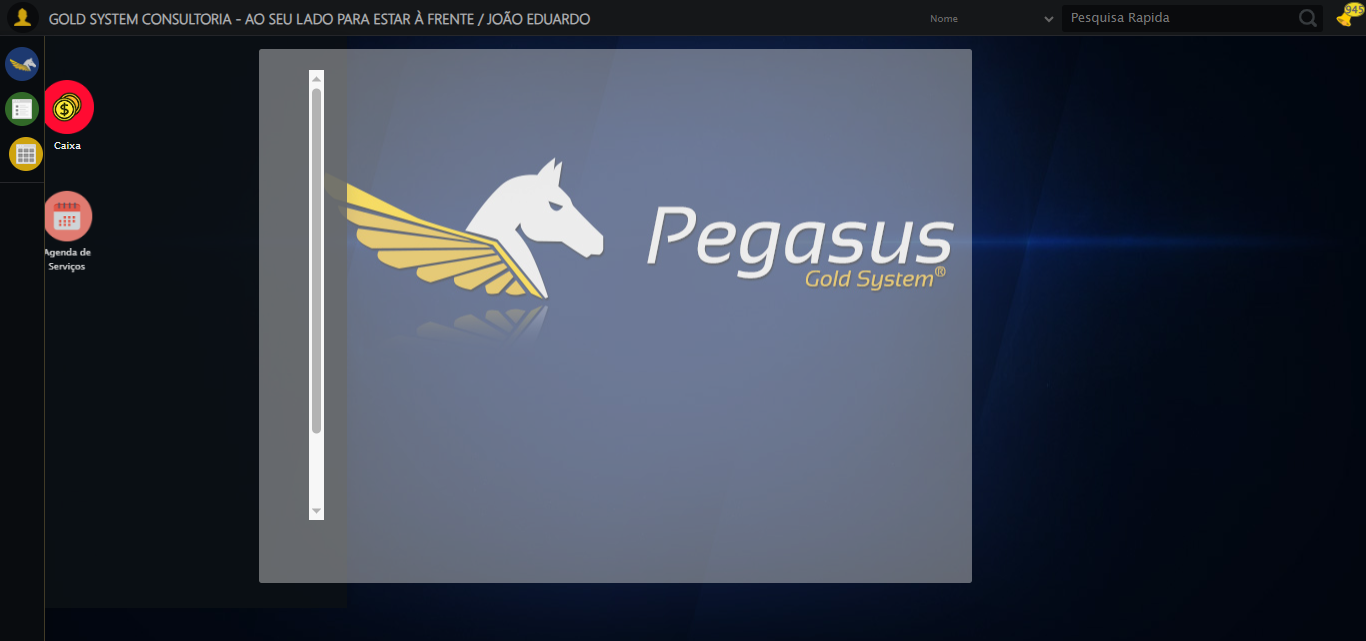 GOLD SYSTEM CONSULTORIA - AO SEU LADO PARA ESTAR À FRENTE / JOÃO EDUARDO
Nome
Pesquisa Rapida
945
Caixa
Agenda de
Serviços
Pegasus
Gold System®